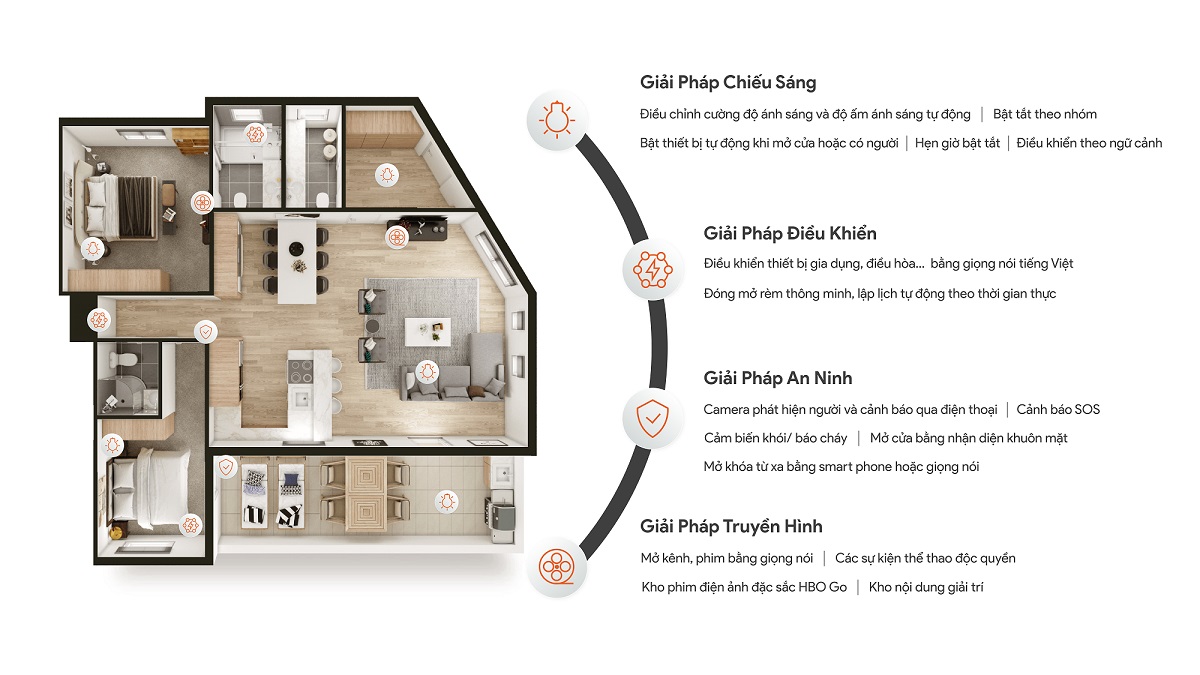 Giải Pháp Chiếu Sáng
Điều chỉnh cường độ ánh sáng và độ ấm ánh sáng tự động | Bật tắt theo nhóm
Bật thiết bị tự động khi mở cửa hoặc có người | Hẹn giờ bật tắt | Điều khiển theo ngữ cảnh
Giải Pháp Điều Khiển
Điều khiển thiết bị gia dụng, điều hòa... bằng giọng nói tiếng Việt
Đóng mở rèm thông minh, lập lịch tự động theo thời gian thực
Giải Pháp An Ninh
Camera phát hiện người và cảnh báo qua điện thoại | Cảnh báo SOS
Cảm biến khói/ báo cháy | Mở cửa bằng nhận diện khuôn mặt
Mở khóa từ xa bằng smart phone hoặc giọng nói
Giải Pháp Truyền Hình
Mở kênh, phim bằng giọng nói | Các sự kiện thể thao độc quyền
Kho phim điện ảnh đặc sắc HBO Go | Kho nội dung giải trí